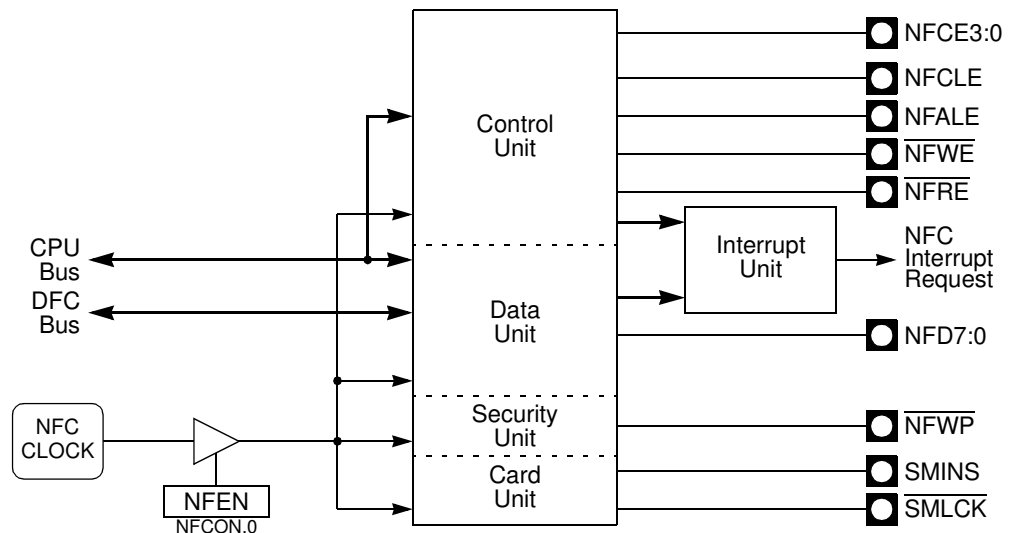 CPU
Bus
DFC
Bus
NFC
CLOCK
NFEN
NFCON.0
Control
Unit
Data
Unit
Security
Unit
Card
Unit
Interrupt
Unit
NFCE3:0
NFCLE
NFALE
NFWE
NFRE
NFC
Interrupt
Request
NFD7:0
NFWP
SMINS
SMLCK